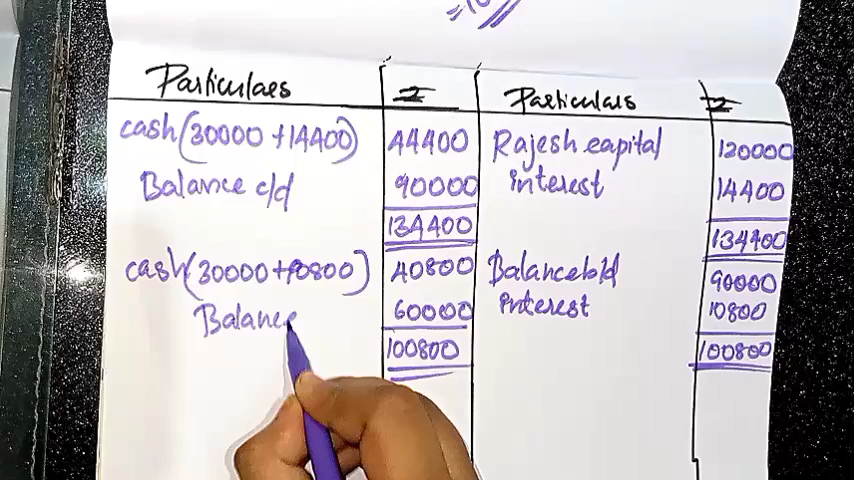 Particulars ₹ Particulars ₹
cash (30000 + 14400) 44400 Rajesh capital 120000
Balance c/d 90000 interest 14400
134400 134400
cash (30000 + 10800) 40800 Balance b/d 90000
Balance 60000 interest 10800
100800 100800